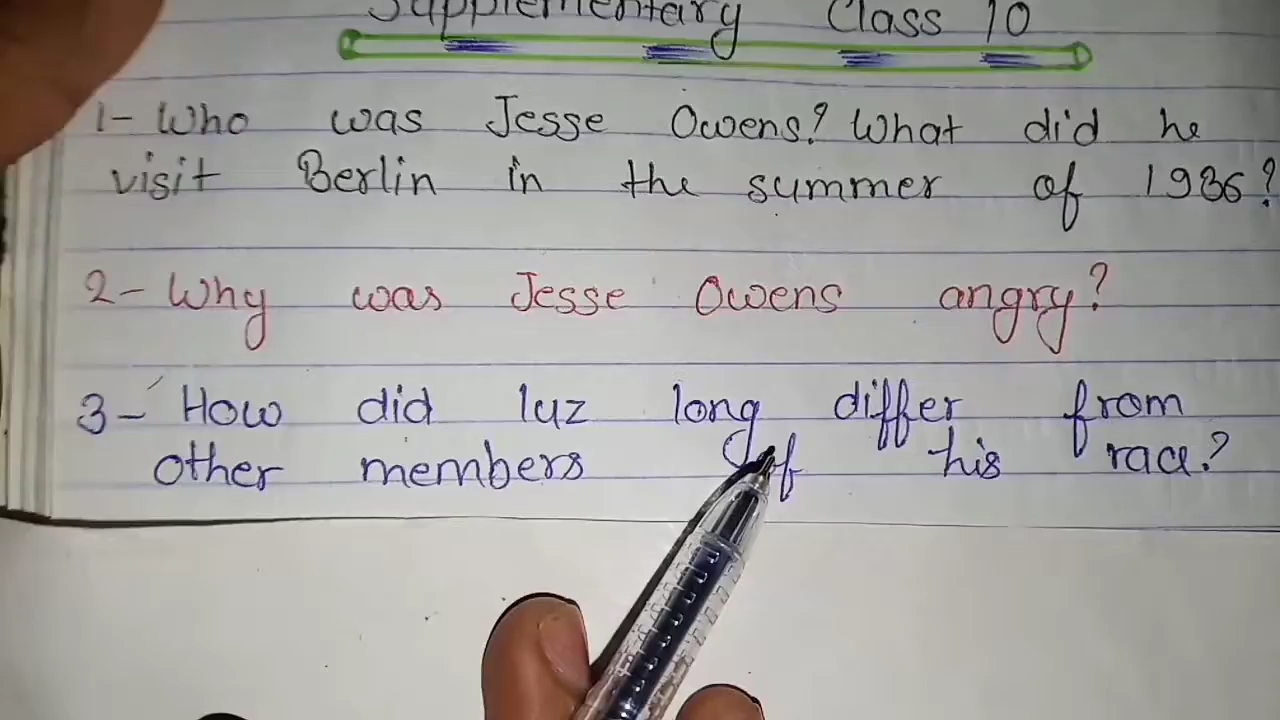 Supplementary Class 10
1- Who was Jesse Owens? What did he
visit Berlin in the summer of 1936?
2- Why was Jesse Owens angry?
3- How did luz long differ from
other members of his race?